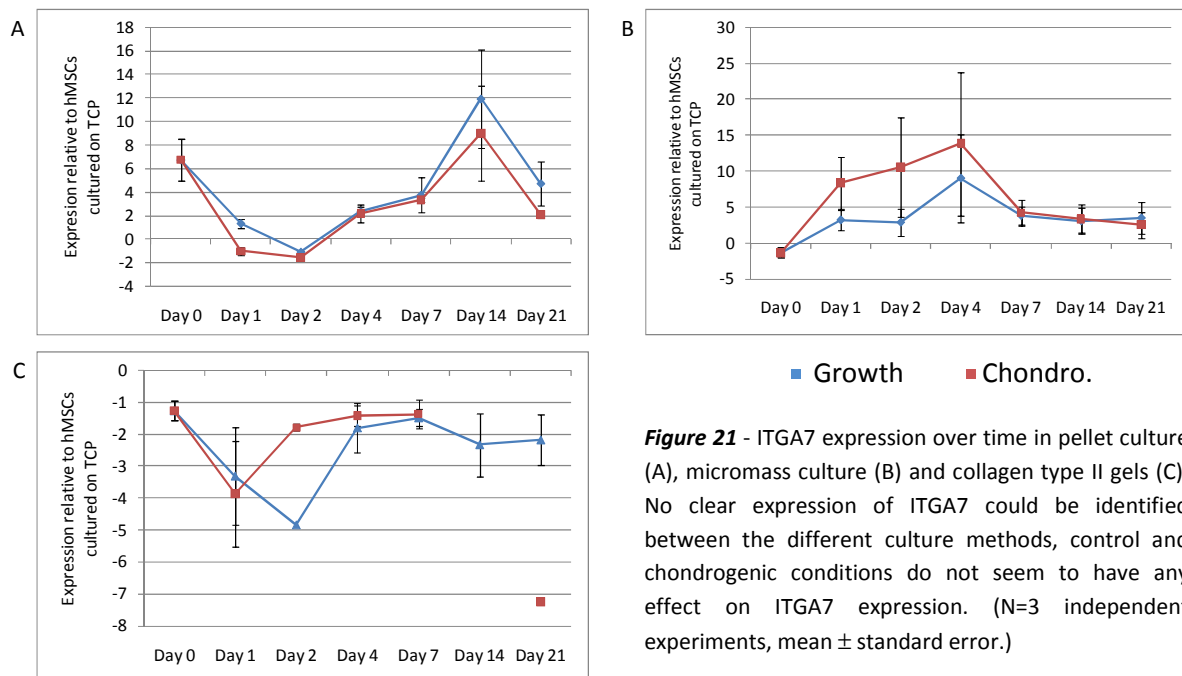 A
Expresion relative to hMSCs
cultured on TCP
18
16
14
12
10
8
6
4
2
0
-2
-4
Day 0 Day 1 Day 2 Day 4 Day 7 Day 14 Day 21
B
Expression relative to hMSCs
cultured on TCP
30
25
20
15
10
5
0
-5
Day 0 Day 1 Day 2 Day 4 Day 7 Day 14 Day 21
C
Expression relative to hMSCs
cultured on TCP
0
-1
-2
-3
-4
-5
-6
-7
-8
Day 0 Day 1 Day 2 Day 4 Day 7 Day 14 Day 21
Growth Chondro.
Figure 21 - ITGA7 expression over time in pellet culture
(A), micromass culture (B) and collagen type II gels (C)
No clear expression of ITGA7 could be identified
between the different culture methods, control and
chondrogenic conditions do not seem to have any
effect on ITGA7 expression. (N=3 independent
experiments, mean ± standard error.)